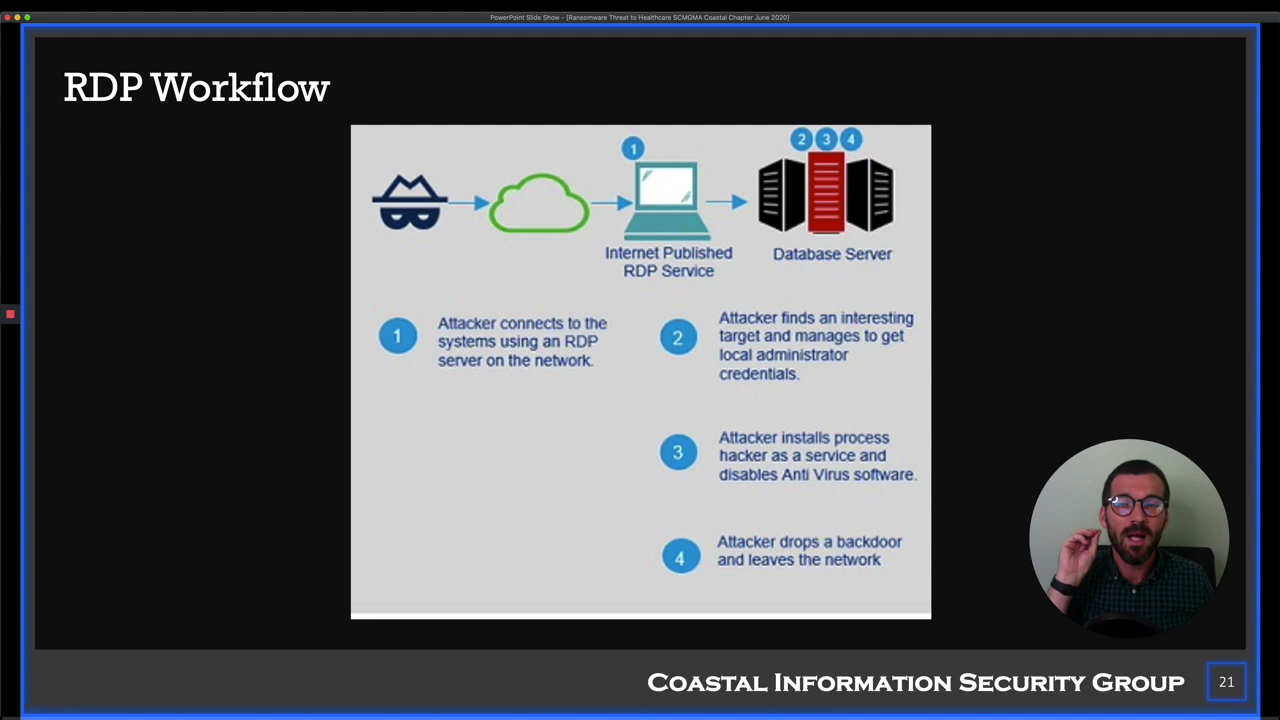 PowerPoint Slide Show - [Ransomware Threat to Healthcare SCMGMA Coastal Chapter June 2020]
RDP Workflow
1
2 3 4
Internet Published
RDP Service
Database Server
1
Attacker connects to the
systems using an RDP
server on the network.
2
Attacker finds an interesting
target and manages to get
local administrator
credentials.
3
Attacker installs process
hacker as a service and
disables Anti Virus software.
4
Attacker drops a backdoor
and leaves the network
COASTAL INFORMATION SECURITY GROUP
21